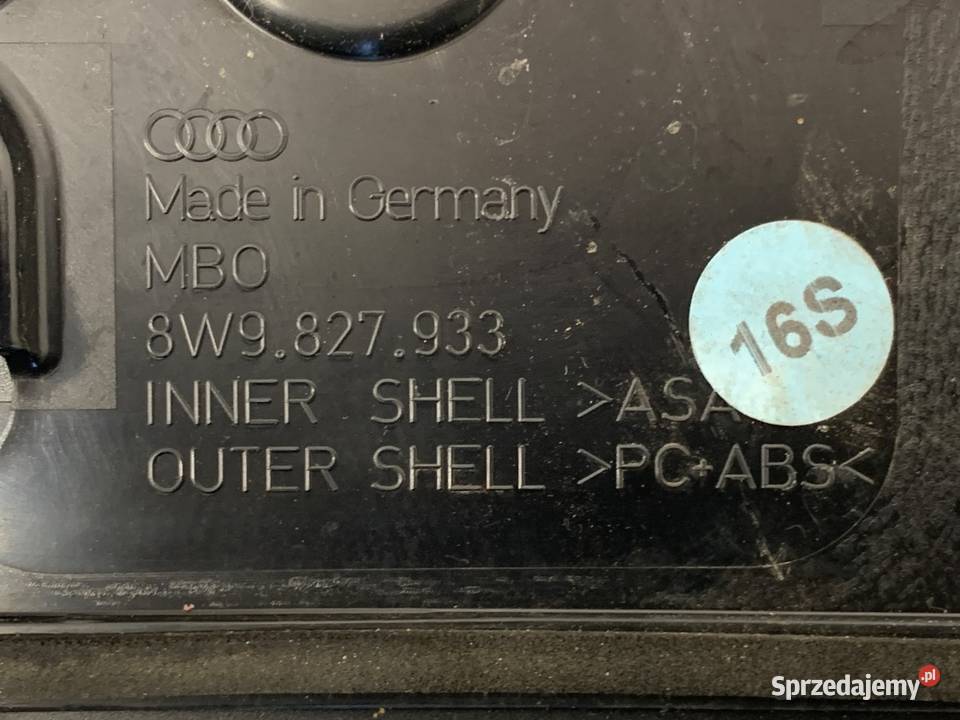 Made in Germany
MBO
8W9.827.933
16S
INNER SHELL >ASA
OUTER SHELL >PC+ABS<
Sprzedajemy.pl